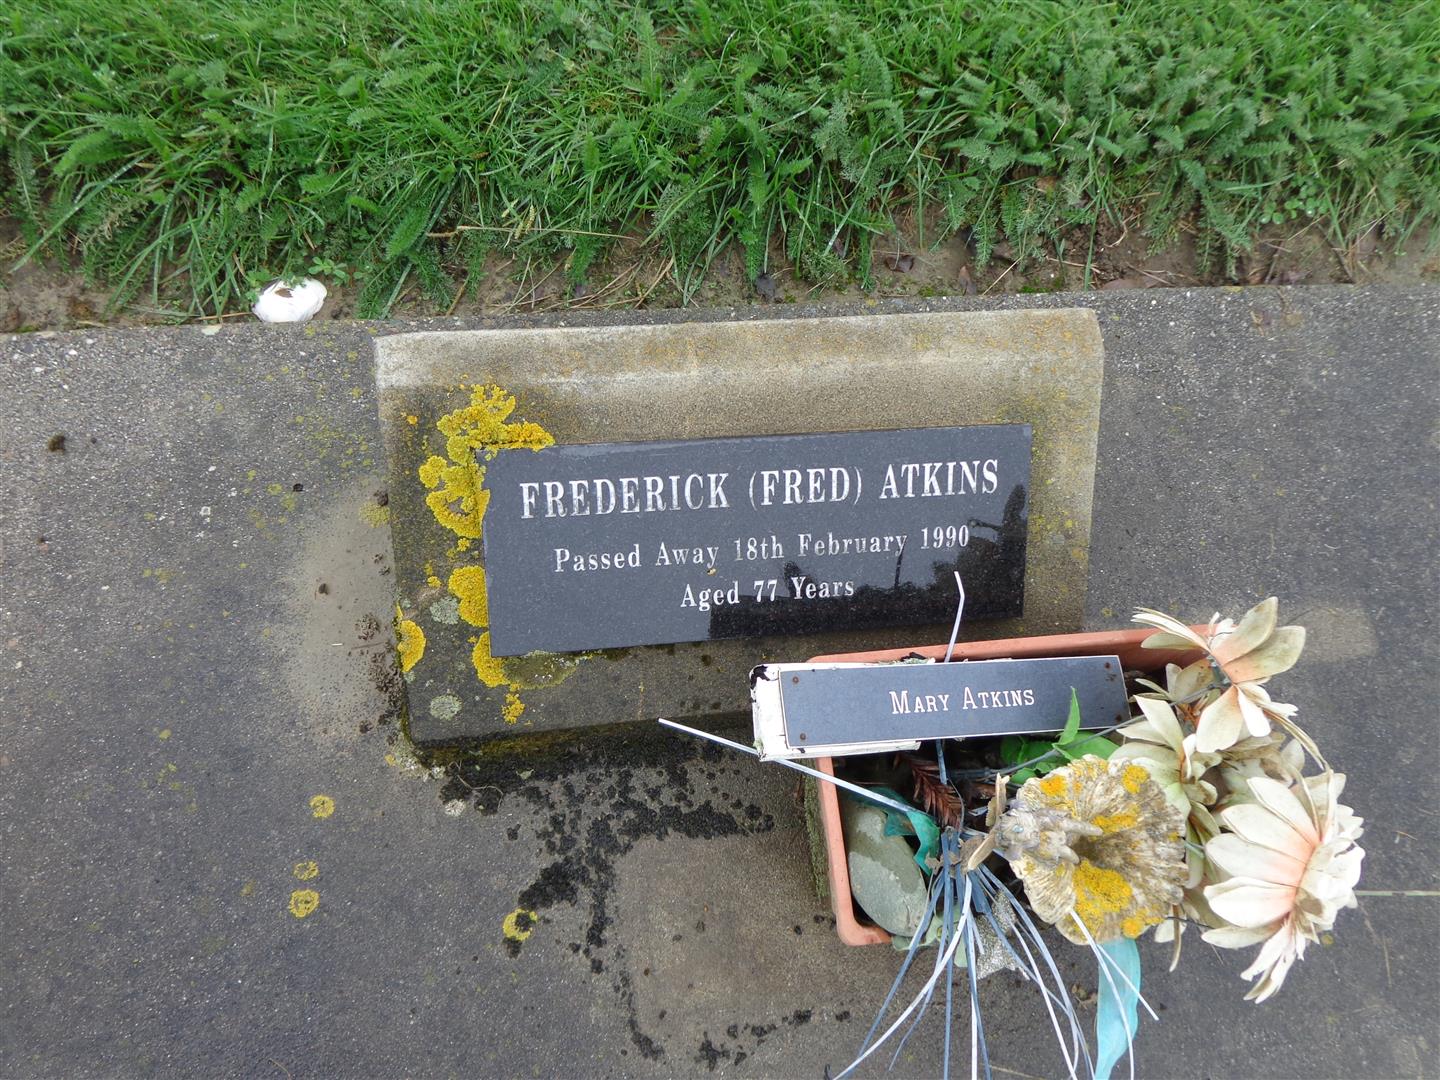 FREDERICK (FRED) ATKINS
Passed Away 18th February 1990
Aged 77 Years
MARY ATKINS